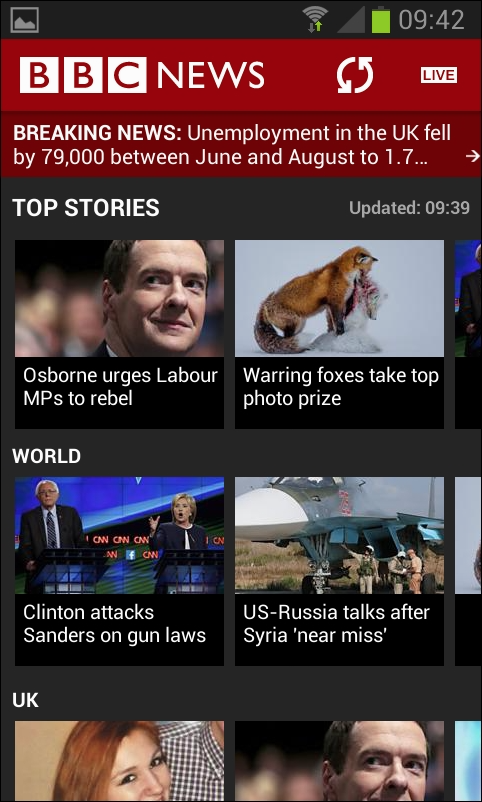 09:42
BBC NEWS
LIVE
BREAKING NEWS: Unemployment in the UK fell
by 79,000 between June and August to 1.7...
TOP STORIES
Updated: 09:39
Osborne urges Labour
MPs to rebel
Warring foxes take top
photo prize
WORLD
CNN CNN CNN
CNN
Clinton attacks
Sanders on gun laws
US-Russia talks after
Syria 'near miss'
UK